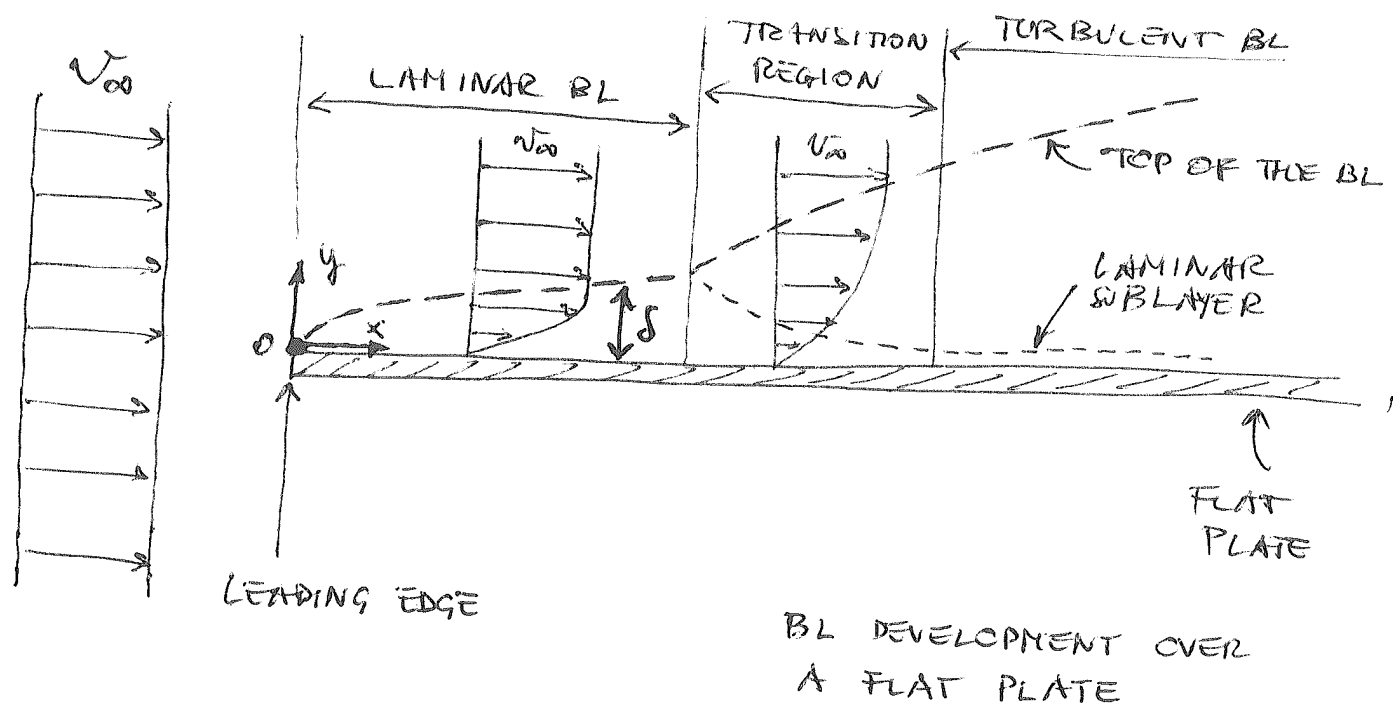 V∞
LAMINAR BL
TRANSITION
REGION
TURBULENT BL
V∞
V∞
TOP OF THE BL
LAMINAR
SUBLAYER
y
x
O
δ
FLAT
PLATE
LEADING EDGE
BL DEVELOPMENT OVER
A FLAT PLATE